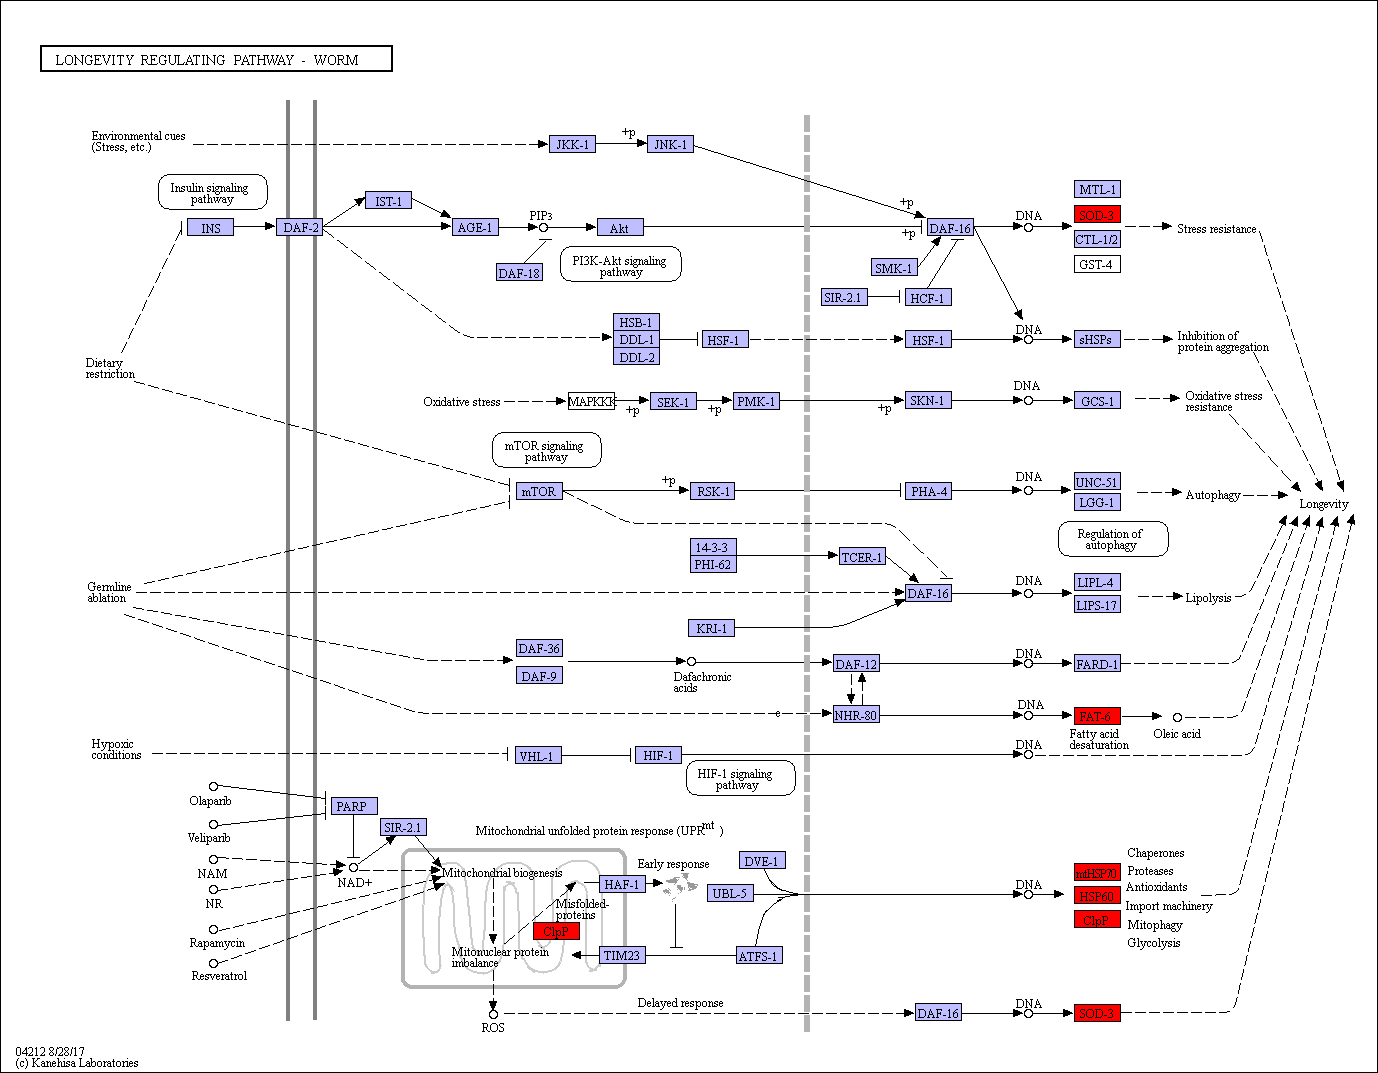 LONGEVITY REGULATING PATHWAY - WORM
Environmental cues
(Stress, etc.)
JKK-1
+p
JNK-1
Insulin signaling
pathway
INS
DAF-2
IST-1
AGE-1
PIP3
Akt
DAF-18
PI3K-Akt signaling
pathway
+p
+p
DAF-16
SMK-1
SIR-2.1
HCF-1
DNA
MTL-1
SOD-3
CTL-1/2
GST-4
Stress resistance
HSB-1
DDL-1
DDL-2
HSF-1
HSF-1
DNA
sHSPs
Inhibition of
protein aggregation
Dietary
restriction
Oxidative stress
MAPKKK
+p
SEK-1
+p
PMK-1
+p
SKN-1
DNA
GCS-1
Oxidative stress
resistance
mTOR signaling
pathway
mTOR
+p
RSK-1
PHA-4
DNA
UNC-51
LGG-1
Autophagy
Longevity
Regulation of
autophagy
14-3-3
PHI-62
TCER-1
Germline
ablation
DAF-16
DNA
LIPL-4
LIPS-17
Lipolysis
KRI-1
DAF-36
DAF-9
Dafachronic
acids
DAF-12
DNA
FARD-1
e
NHR-80
DNA
FAT-6
Fatty acid
desaturation
Oleic acid
Hypoxic
conditions
VHL-1
HIF-1
DNA
HIF-1 signaling
pathway
Olaparib
Veliparib
NAM
NR
Rapamycin
Resveratrol
PARP
SIR-2.1
NAD+
Mitochondrial unfolded protein response (UPRmt )
Mitochondrial biogenesis
Early response
HAF-1
Misfolded-
proteins
ClpP
Mitonuclear protein
imbalance
TIM23
DVE-1
UBL-5
ATFS-1
DNA
mtHSP70
HSP60
ClpP
Chaperones
Proteases
Antioxidants
Import machinery
Mitophagy
Glycolysis
ROS
Delayed response
DAF-16
DNA
SOD-3
04212 8/28/17
(c) Kanehisa Laboratories